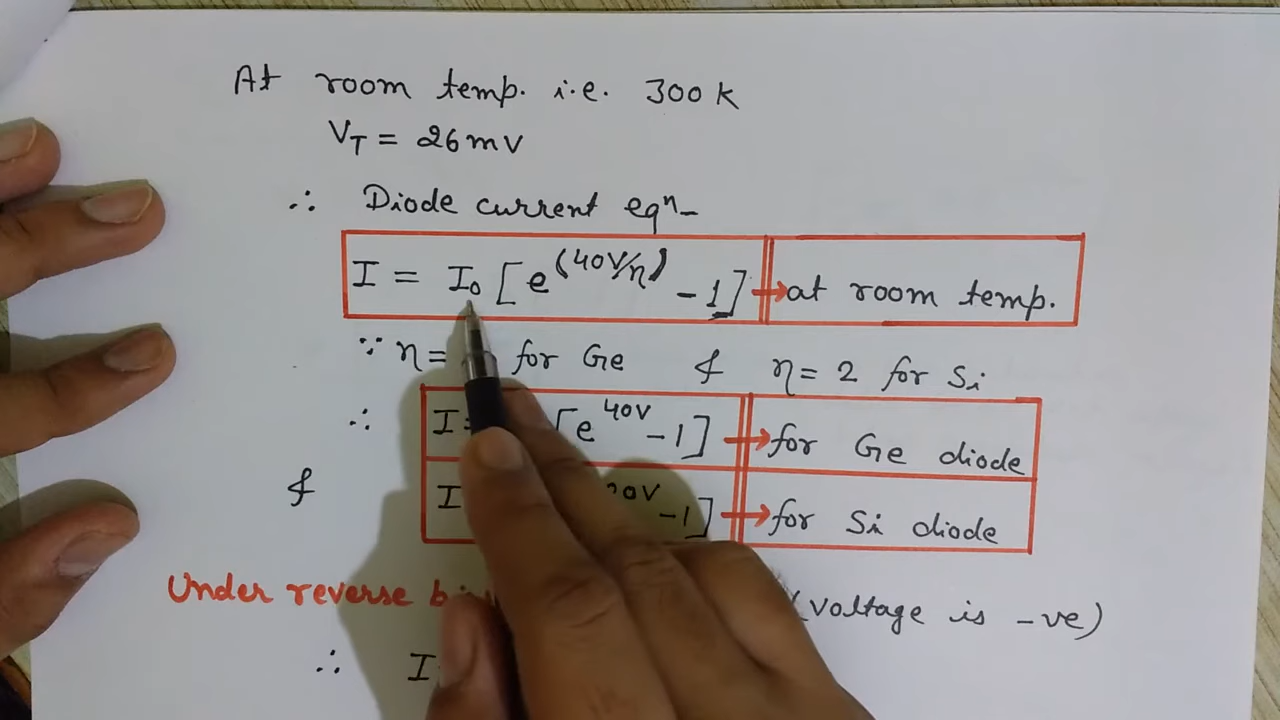 At room temp. i.e. 300 K
V_T = 26 mV
∴ Diode current eqⁿ-
I = I₀ [e^(40V/η) - 1] → at room temp.
∵ η = for Ge & η = 2 for Si
∴ I = [e^40V - 1] → for Ge diode
& I 20V - 1] → for Si diode
Under reverse (voltage is -ve)
∴ I